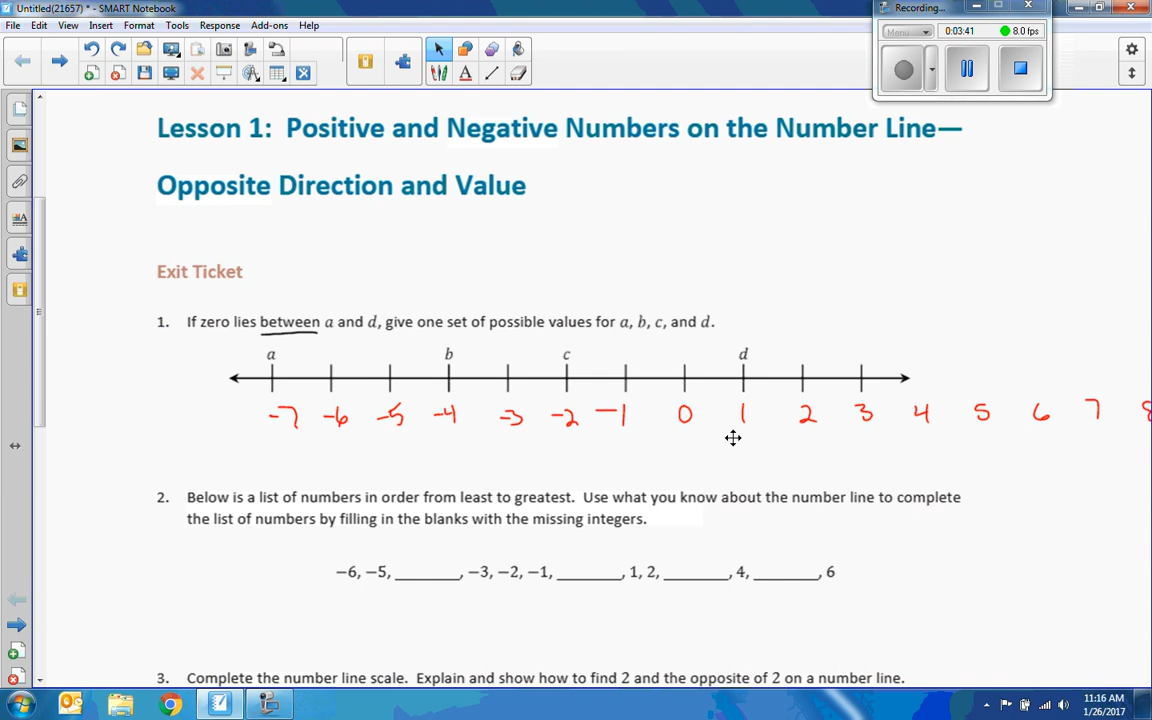 Untitled(21657) * - SMART Notebook
Recording...
File Edit View Insert Format Tools Response Add-ons Help
Menu 0:03:41 8.0 fps
Lesson 1: Positive and Negative Numbers on the Number Line—
Opposite Direction and Value
Exit Ticket
1. If zero lies between a and d, give one set of possible values for a, b, c, and d.
a b c d
-7 -6 -5 -4 -3 -2 -1 0 1 2 3 4 5 6 7 8
2. Below is a list of numbers in order from least to greatest. Use what you know about the number line to complete
the list of numbers by filling in the blanks with the missing integers.
−6, −5, _______, −3, −2, −1, _______, 1, 2, _______, 4, _______, 6
3. Complete the number line scale. Explain and show how to find 2 and the opposite of 2 on a number line.
11:16 AM
1/26/2017